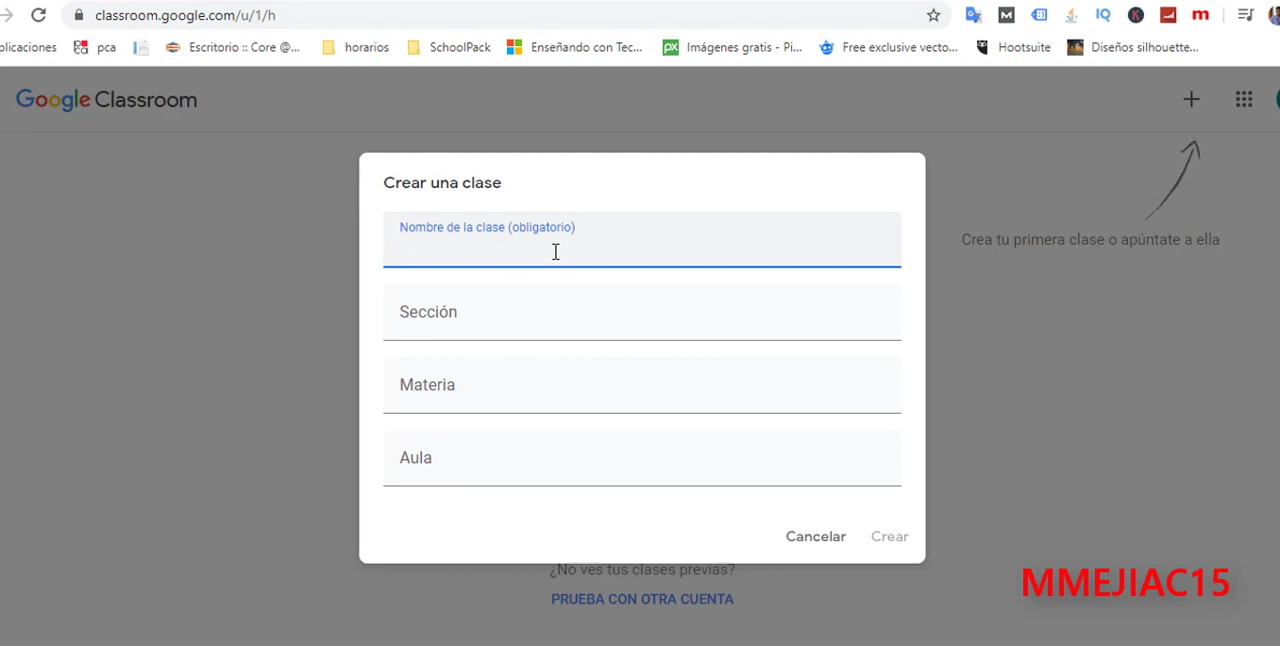 classroom.google.com/u/1/h
plicaciones pca Escritorio :: Core @... horarios SchoolPack Enseñando con Tec... Imágenes gratis - Pi... Free exclusive vecto... Hootsuite Diseños silhouette...
Google Classroom
Crear una clase
Nombre de la clase (obligatorio)
Crea tu primera clase o apúntate a ella
Sección
Materia
Aula
Cancelar Crear
¿No ves tus clases previas?
PRUEBA CON OTRA CUENTA
MMEJIAC15